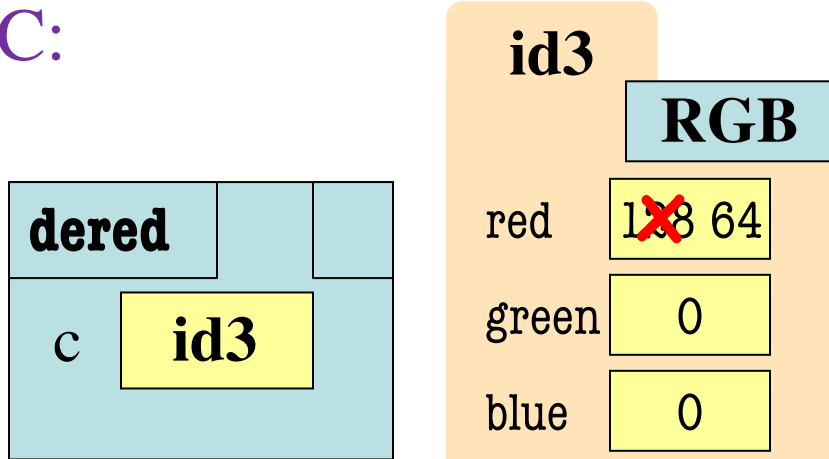 C:
id3
RGB
dered
red 128 64
c id3
green 0
blue 0